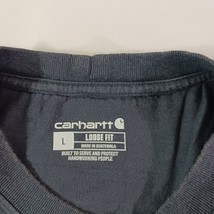 carhartt
L
LOOSE FIT
MADE IN GUATEMALA
BUILT TO SERVE AND PROTECT
HARDWORKING PEOPLE.